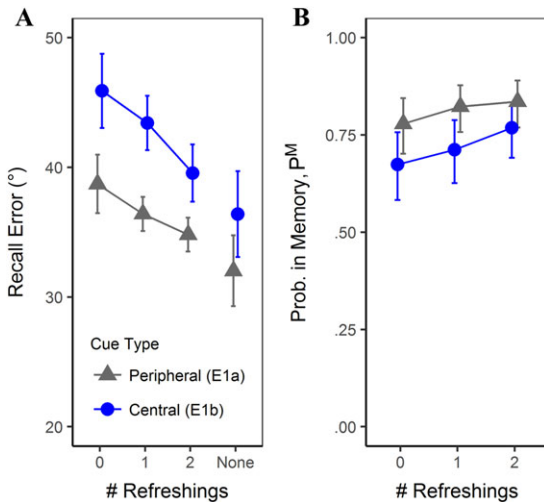 A
B
50
40
30
20
Recall Error (°)
Cue Type
Peripheral (E1a)
Central (E1b)
0 1 2 None
# Refreshings
1.00
0.75
.50
.25
.00
Prob. in Memory, P^M
0 1 2
# Refreshings